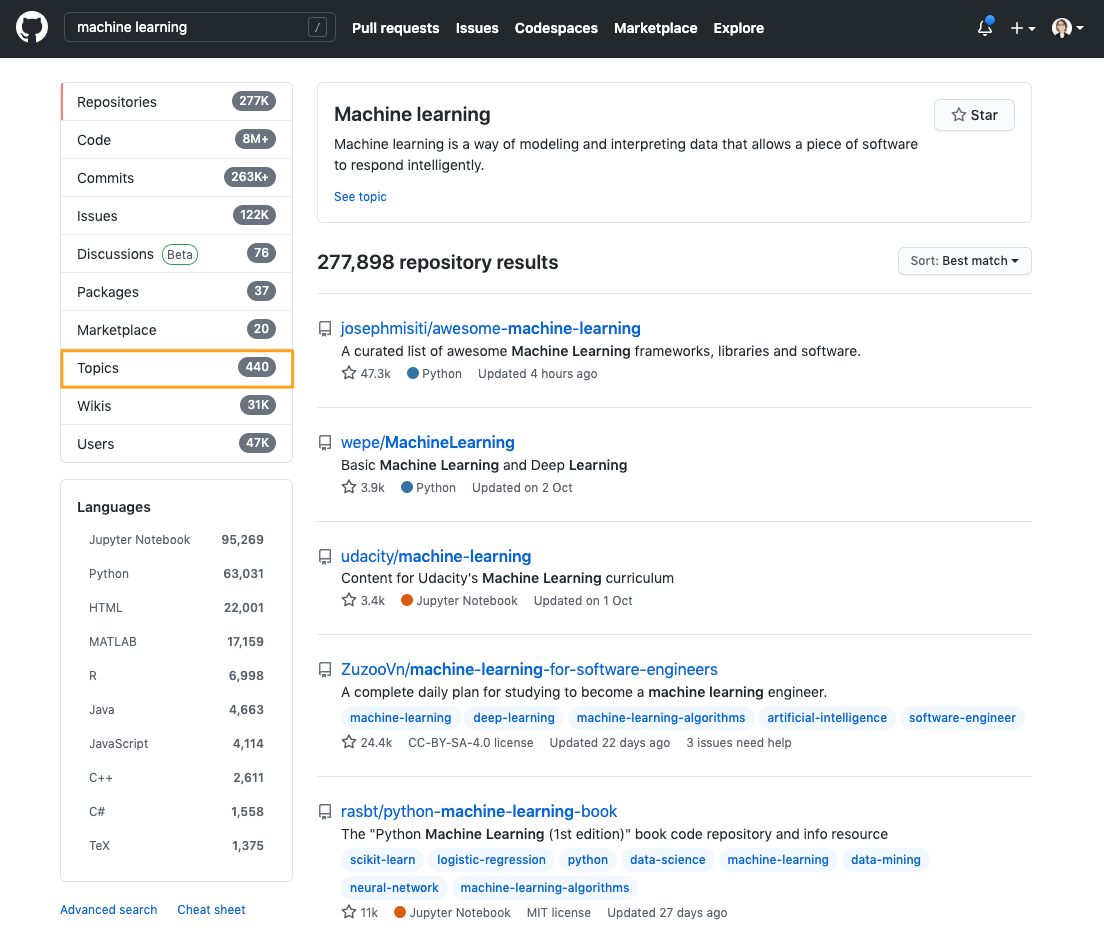 machine learning /
Pull requests Issues Codespaces Marketplace Explore
Repositories 277K
Code 8M+
Commits 263K+
Issues 122K
Discussions Beta 76
Packages 37
Marketplace 20
Topics 440
Wikis 31K
Users 47K
Languages
Jupyter Notebook 95,269
Python 63,031
HTML 22,001
MATLAB 17,159
R 6,998
Java 4,663
JavaScript 4,114
C++ 2,611
C# 1,558
TeX 1,375
Advanced search Cheat sheet
Machine learning
Star
Machine learning is a way of modeling and interpreting data that allows a piece of software
to respond intelligently.
See topic
277,898 repository results
Sort: Best match
josephmisiti/awesome-machine-learning
A curated list of awesome Machine Learning frameworks, libraries and software.
47.3k Python Updated 4 hours ago
wepe/MachineLearning
Basic Machine Learning and Deep Learning
3.9k Python Updated on 2 Oct
udacity/machine-learning
Content for Udacity's Machine Learning curriculum
3.4k Jupyter Notebook Updated on 1 Oct
ZuzooVn/machine-learning-for-software-engineers
A complete daily plan for studying to become a machine learning engineer.
machine-learning deep-learning machine-learning-algorithms artificial-intelligence software-engineer
24.4k CC-BY-SA-4.0 license Updated 22 days ago 3 issues need help
rasbt/python-machine-learning-book
The "Python Machine Learning (1st edition)" book code repository and info resource
scikit-learn logistic-regression python data-science machine-learning data-mining
neural-network machine-learning-algorithms
11k Jupyter Notebook MIT license Updated 27 days ago